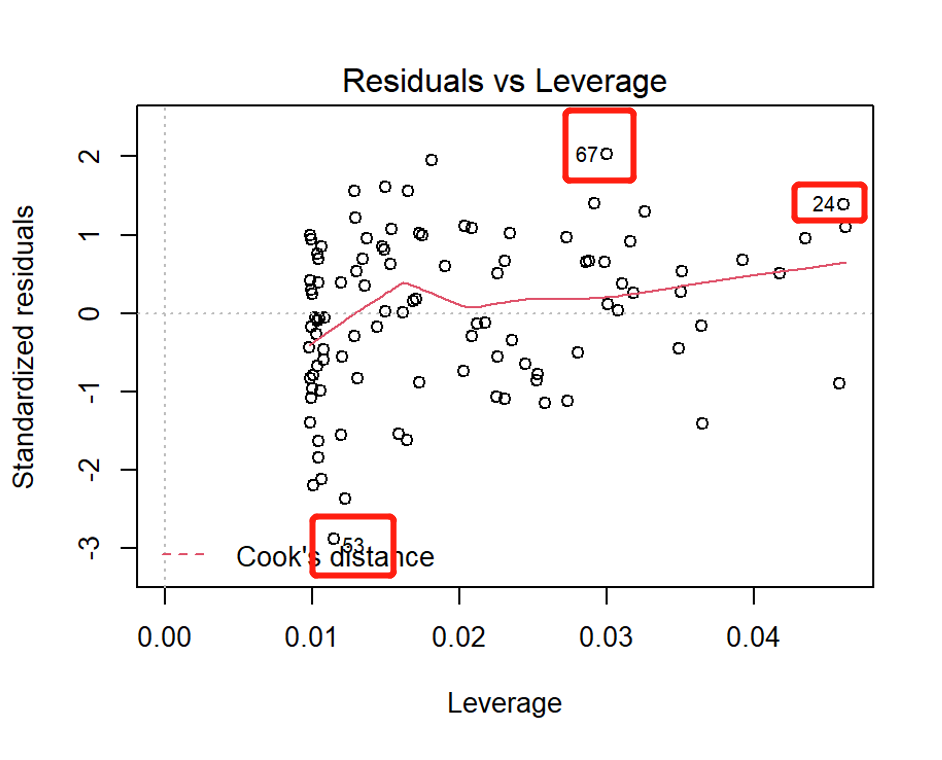 Residuals vs Leverage
Standardized residuals
2
1
0
-1
-2
-3
67
24
53
Cook's distance
0.00 0.01 0.02 0.03 0.04
Leverage